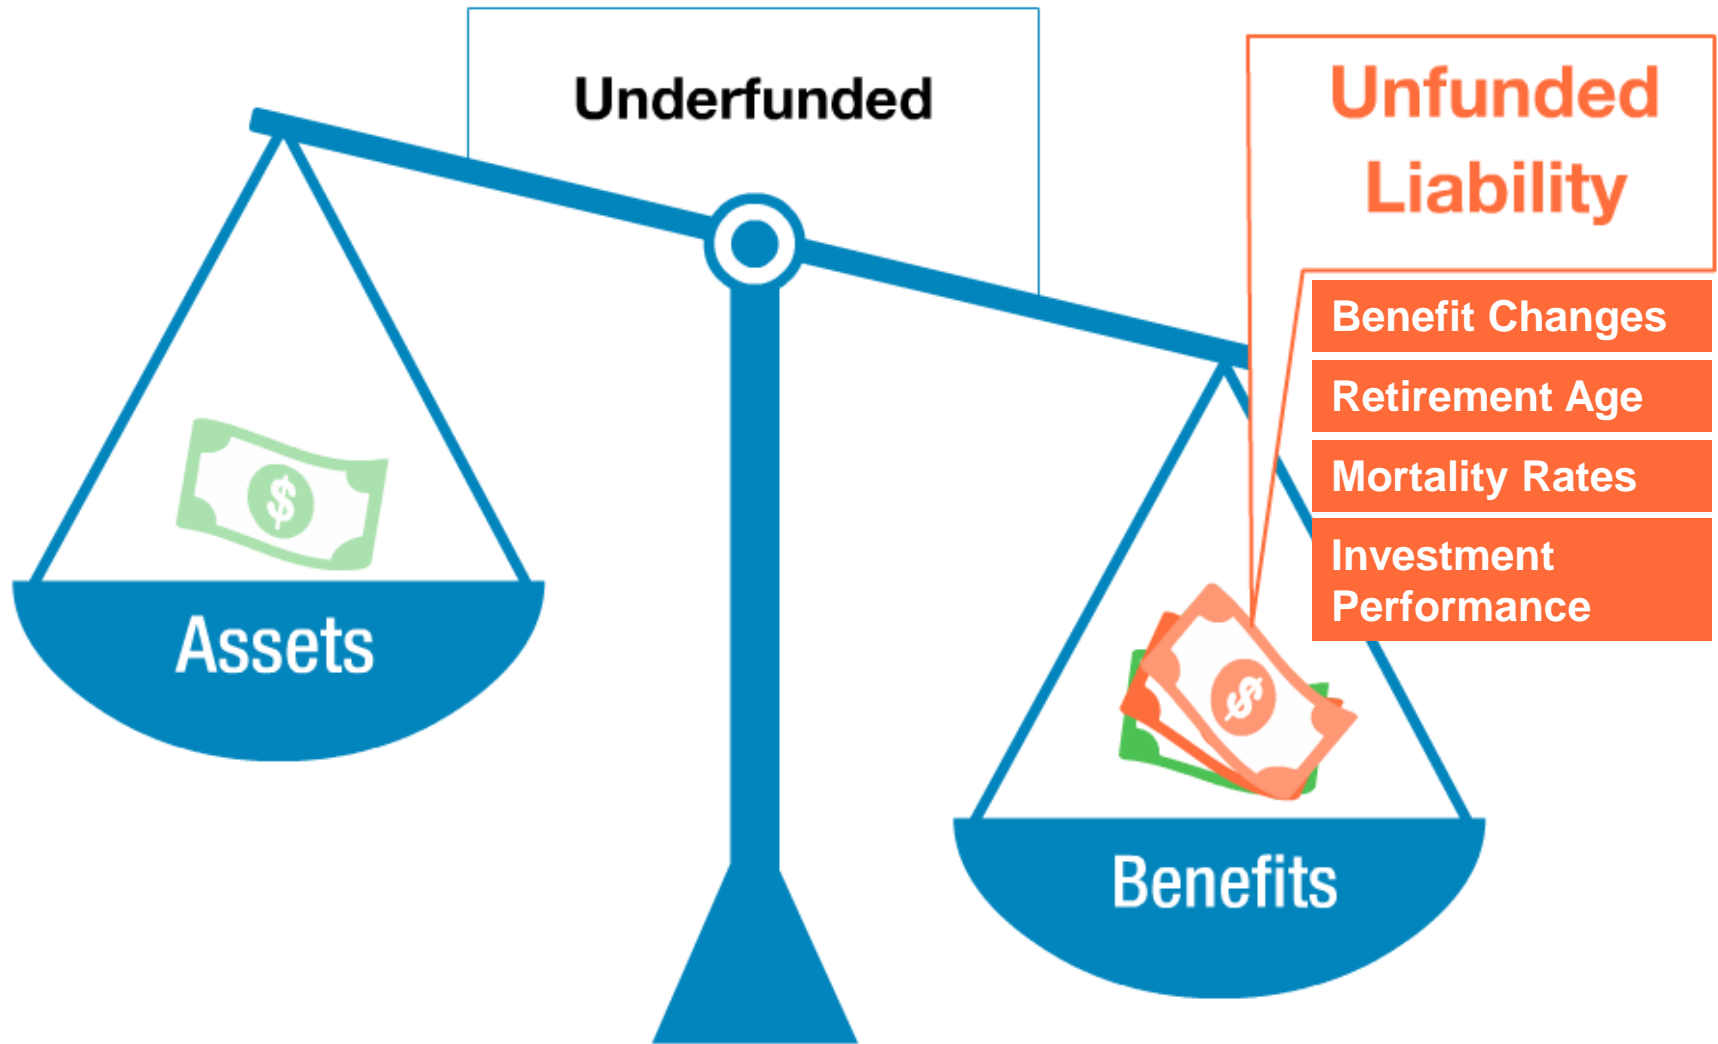 Underfunded
Unfunded
Liability
Benefit Changes
Retirement Age
Mortality Rates
Investment
Performance
$
Assets
$
Benefits